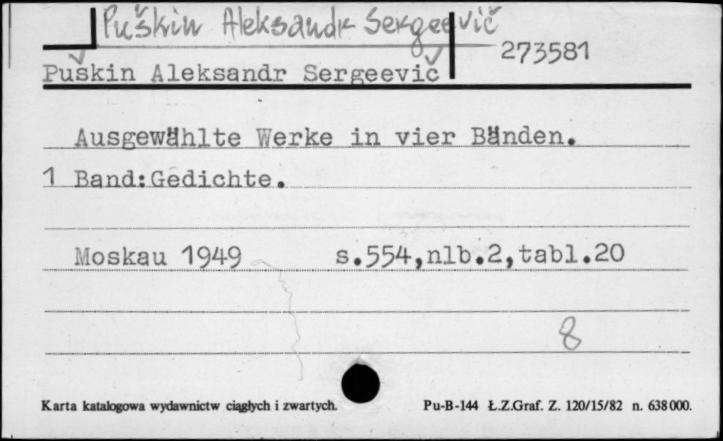 Puškin Aleksandr Sergeevič
273581
Puškin Aleksandr Sergeevič
Ausgewählte Werke in vier Bänden.
1 Band:Gedichte.
Moskau 1949 s.554,nlb.2,tabl.20
8
Karta katalogowa wydawnictw ciągłych i zwartych. Pu-B-144 Ł.Z.Graf. Z. 120/15/82 n. 638000.